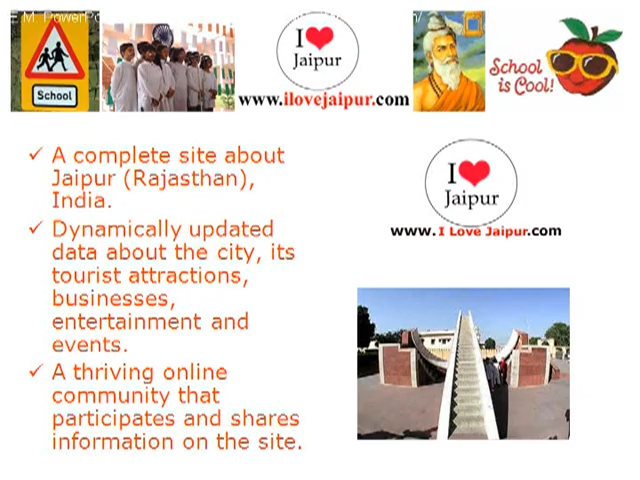 E.M. PowerPo
School
I
Jaipur
www.ilovejaipur.com
School
is Cool!
✓ A complete site about
Jaipur (Rajasthan),
India.
✓ Dynamically updated
data about the city, its
tourist attractions,
businesses,
entertainment and
events.
✓ A thriving online
community that
participates and shares
information on the site.
I
Jaipur
www.I Love Jaipur.com